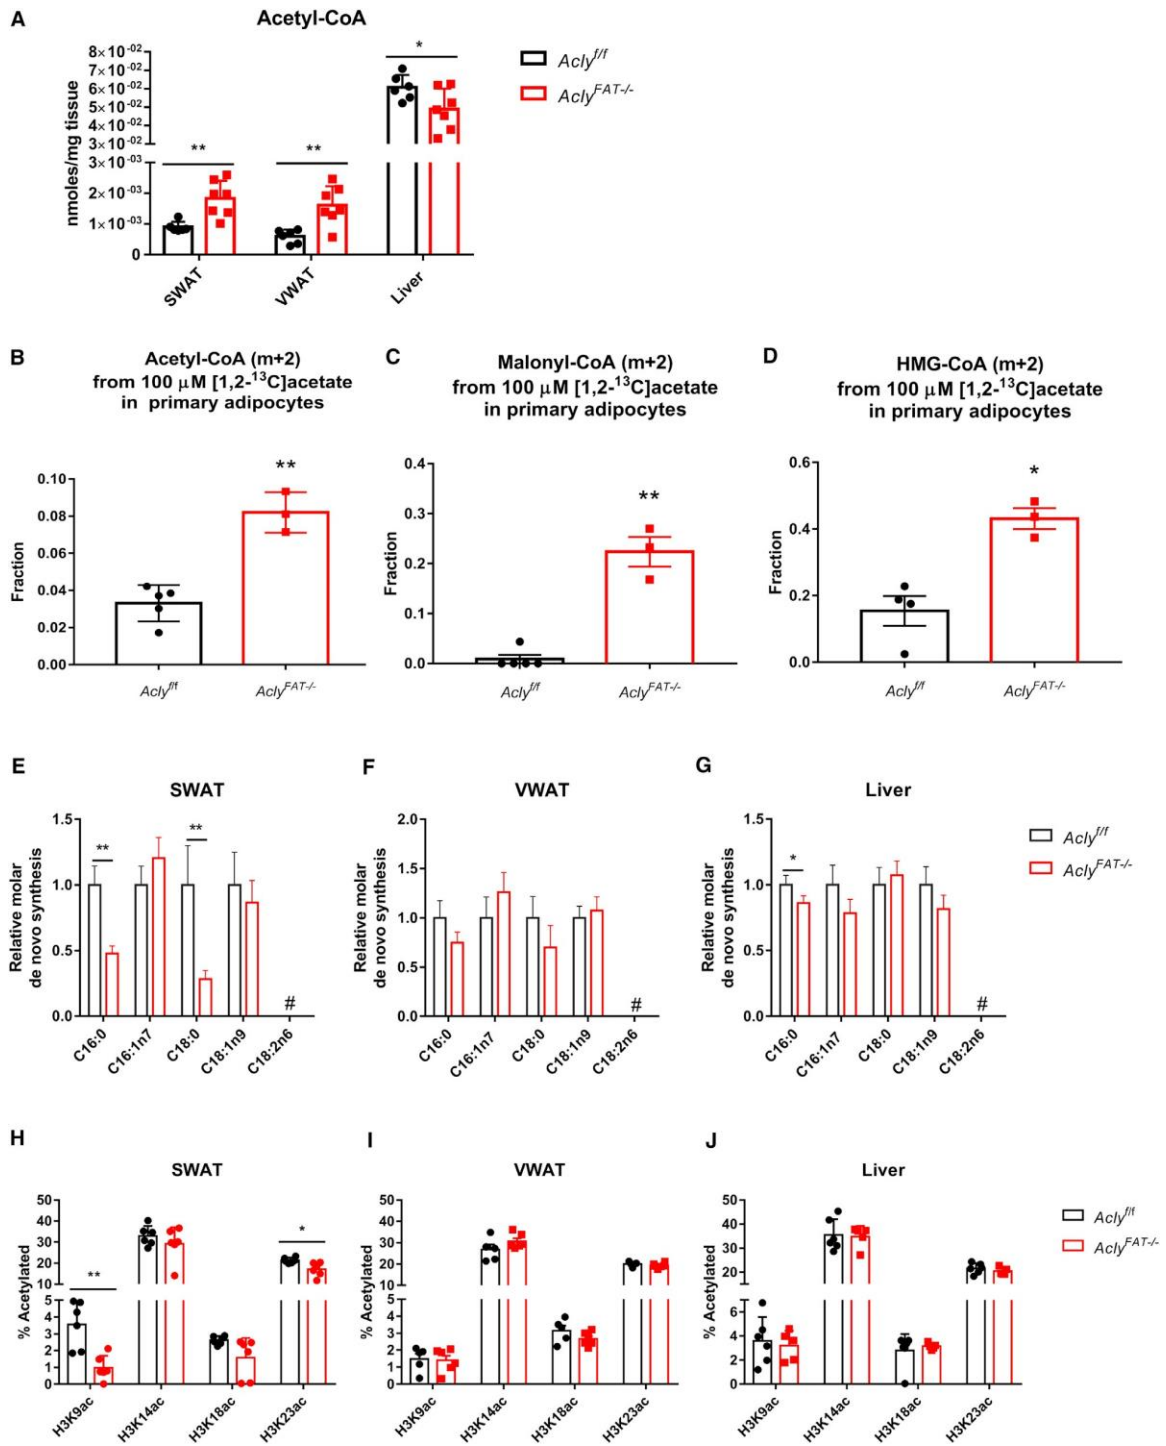 A
Acetyl-CoA
nmoles/mg tissue
8×10⁻⁰²
7×10⁻⁰²
6×10⁻⁰²
5×10⁻⁰²
4×10⁻⁰²
3×10⁻⁰²
3×10⁻⁰³
2×10⁻⁰³
1×10⁻⁰³
0
**
**
*
SWAT
VWAT
Liver
Acly^f/f
Acly^FAT-/-
B
Acetyl-CoA (m+2)
from 100 μM [1,2-¹³C]acetate
in primary adipocytes
Fraction
0.10
0.08
0.06
0.04
0.02
0.00
**
Acly^f/f
Acly^FAT-/-
C
Malonyl-CoA (m+2)
from 100 μM [1,2-¹³C]acetate
in primary adipocytes
Fraction
0.4
0.3
0.2
0.1
0.0
**
Acly^f/f
Acly^FAT-/-
D
HMG-CoA (m+2)
from 100 μM [1,2-¹³C]acetate
in primary adipocytes
Fraction
0.6
0.4
0.2
0.0
*
Acly^f/f
Acly^FAT-/-
E
SWAT
Relative molar
de novo synthesis
1.5
1.0
0.5
0.0
**
**
#
C16:0
C16:1n7
C18:0
C18:1n9
C18:2n6
F
VWAT
Relative molar
de novo synthesis
2.0
1.5
1.0
0.5
0.0
#
C16:0
C16:1n7
C18:0
C18:1n9
C18:2n6
G
Liver
Relative molar
de novo synthesis
1.5
1.0
0.5
0.0
*
#
C16:0
C16:1n7
C18:0
C18:1n9
C18:2n6
Acly^f/f
Acly^FAT-/-
H
SWAT
% Acetylated
50
40
30
20
10
5
4
3
2
1
0
**
*
H3K9ac
H3K14ac
H3K18ac
H3K23ac
I
VWAT
% Acetylated
50
40
30
20
10
5
4
3
2
1
0
H3K9ac
H3K14ac
H3K18ac
H3K23ac
J
Liver
% Acetylated
50
40
30
20
6
4
2
0
H3K9ac
H3K14ac
H3K18ac
H3K23ac
Acly^f/f
Acly^FAT-/-